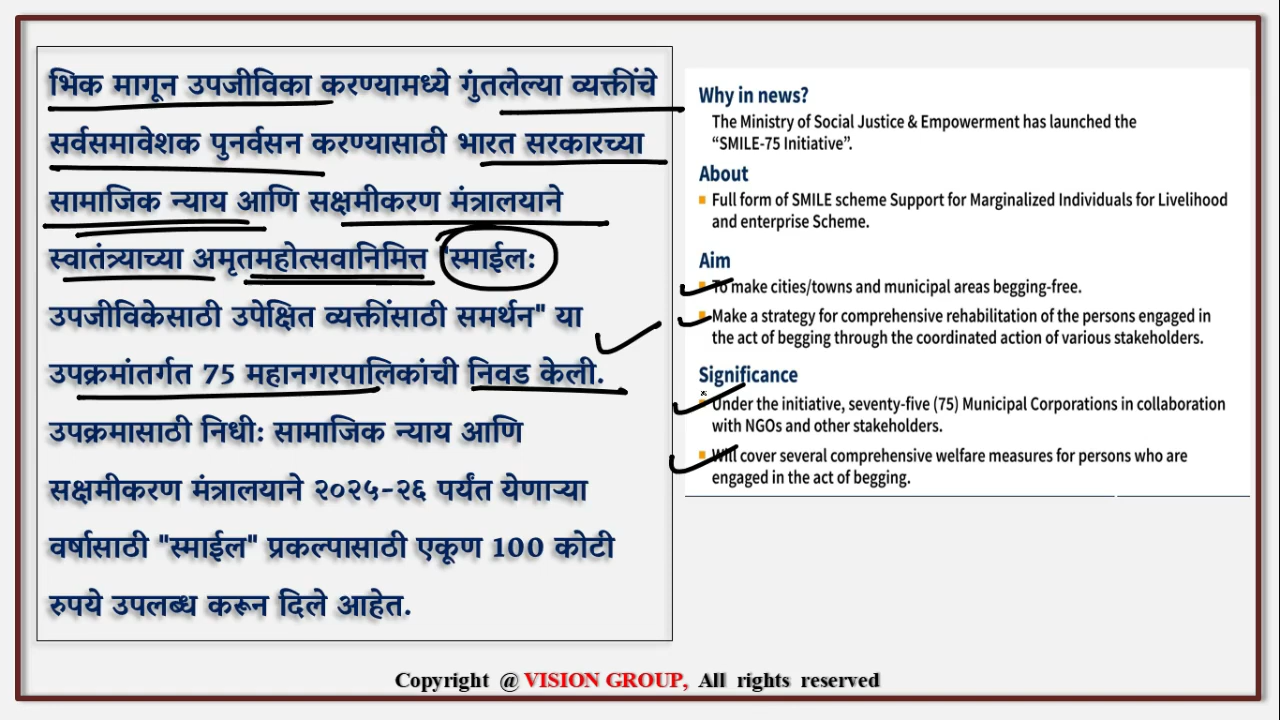 भिक मागून उपजीविका करण्यामध्ये गुंतलेल्या व्यक्तींचे
सर्वसमावेशक पुनर्वसन करण्यासाठी भारत सरकारच्या
सामाजिक न्याय आणि सक्षमीकरण मंत्रालयाने
स्वातंत्र्याच्या अमृतमहोत्सवानिमित्त "स्माईलः
उपजीविकेसाठी उपेक्षित व्यक्तींसाठी समर्थन" या
उपक्रमांतर्गत 75 महानगरपालिकांची निवड केली.
उपक्रमासाठी निधीः सामाजिक न्याय आणि
सक्षमीकरण मंत्रालयाने २०२५-२६ पर्यंत येणाऱ्या
वर्षासाठी "स्माईल" प्रकल्पासाठी एकूण 100 कोटी
रुपये उपलब्ध करून दिले आहेत.
Why in news?
The Ministry of Social Justice & Empowerment has launched the
“SMILE-75 Initiative”.
About
Full form of SMILE scheme Support for Marginalized Individuals for Livelihood
and enterprise Scheme.
Aim
To make cities/towns and municipal areas begging-free.
Make a strategy for comprehensive rehabilitation of the persons engaged in
the act of begging through the coordinated action of various stakeholders.
Significance
Under the initiative, seventy-five (75) Municipal Corporations in collaboration
with NGOs and other stakeholders.
Will cover several comprehensive welfare measures for persons who are
engaged in the act of begging.
Copyright @ VISION GROUP, All rights reserved